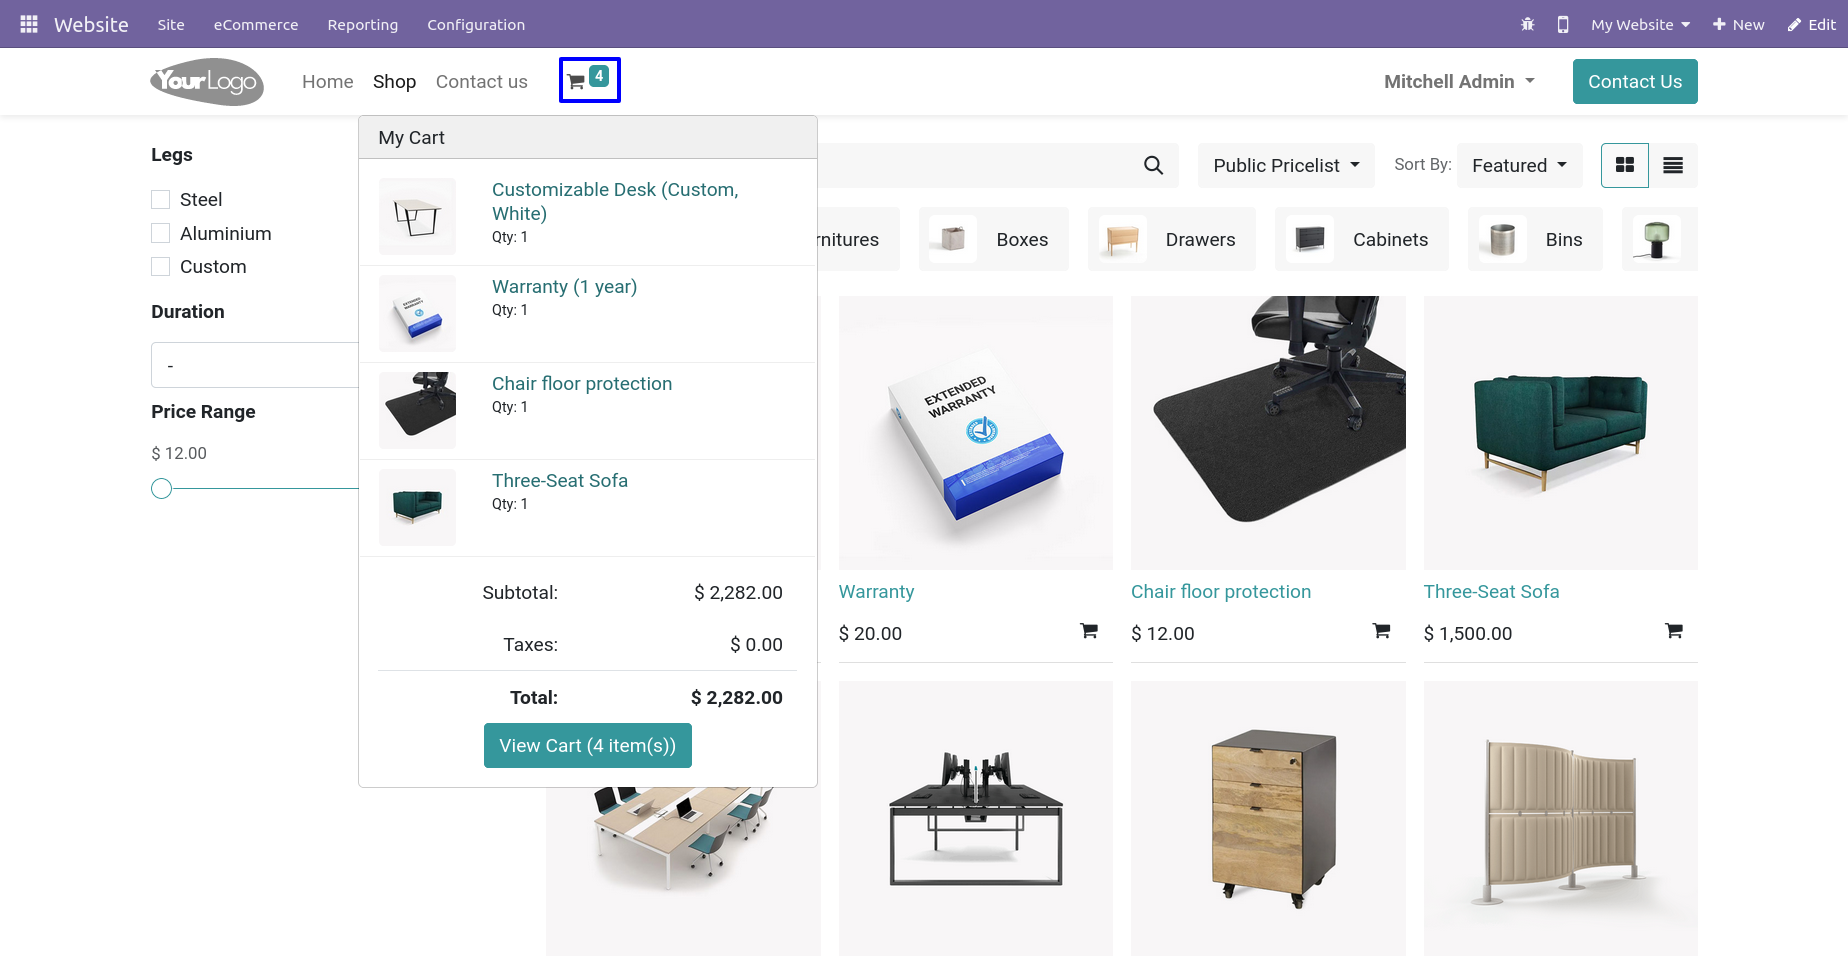 Website
Site
eCommerce
Reporting
Configuration
My Website
New
Edit
YourLogo
Home
Shop
Contact us
4
Mitchell Admin
Contact Us
Legs
Steel
Aluminium
Custom
Duration
-
Price Range
$ 12.00
My Cart
Customizable Desk (Custom,
White)
Qty: 1
Warranty (1 year)
Qty: 1
Chair floor protection
Qty: 1
Three-Seat Sofa
Qty: 1
Subtotal: $ 2,282.00
Taxes: $ 0.00
Total: $ 2,282.00
View Cart (4 item(s))
Public Pricelist
Sort By:
Featured
rnitures
Boxes
Drawers
Cabinets
Bins
EXTENDED
WARRANTY
Warranty
$ 20.00
Chair floor protection
$ 12.00
Three-Seat Sofa
$ 1,500.00